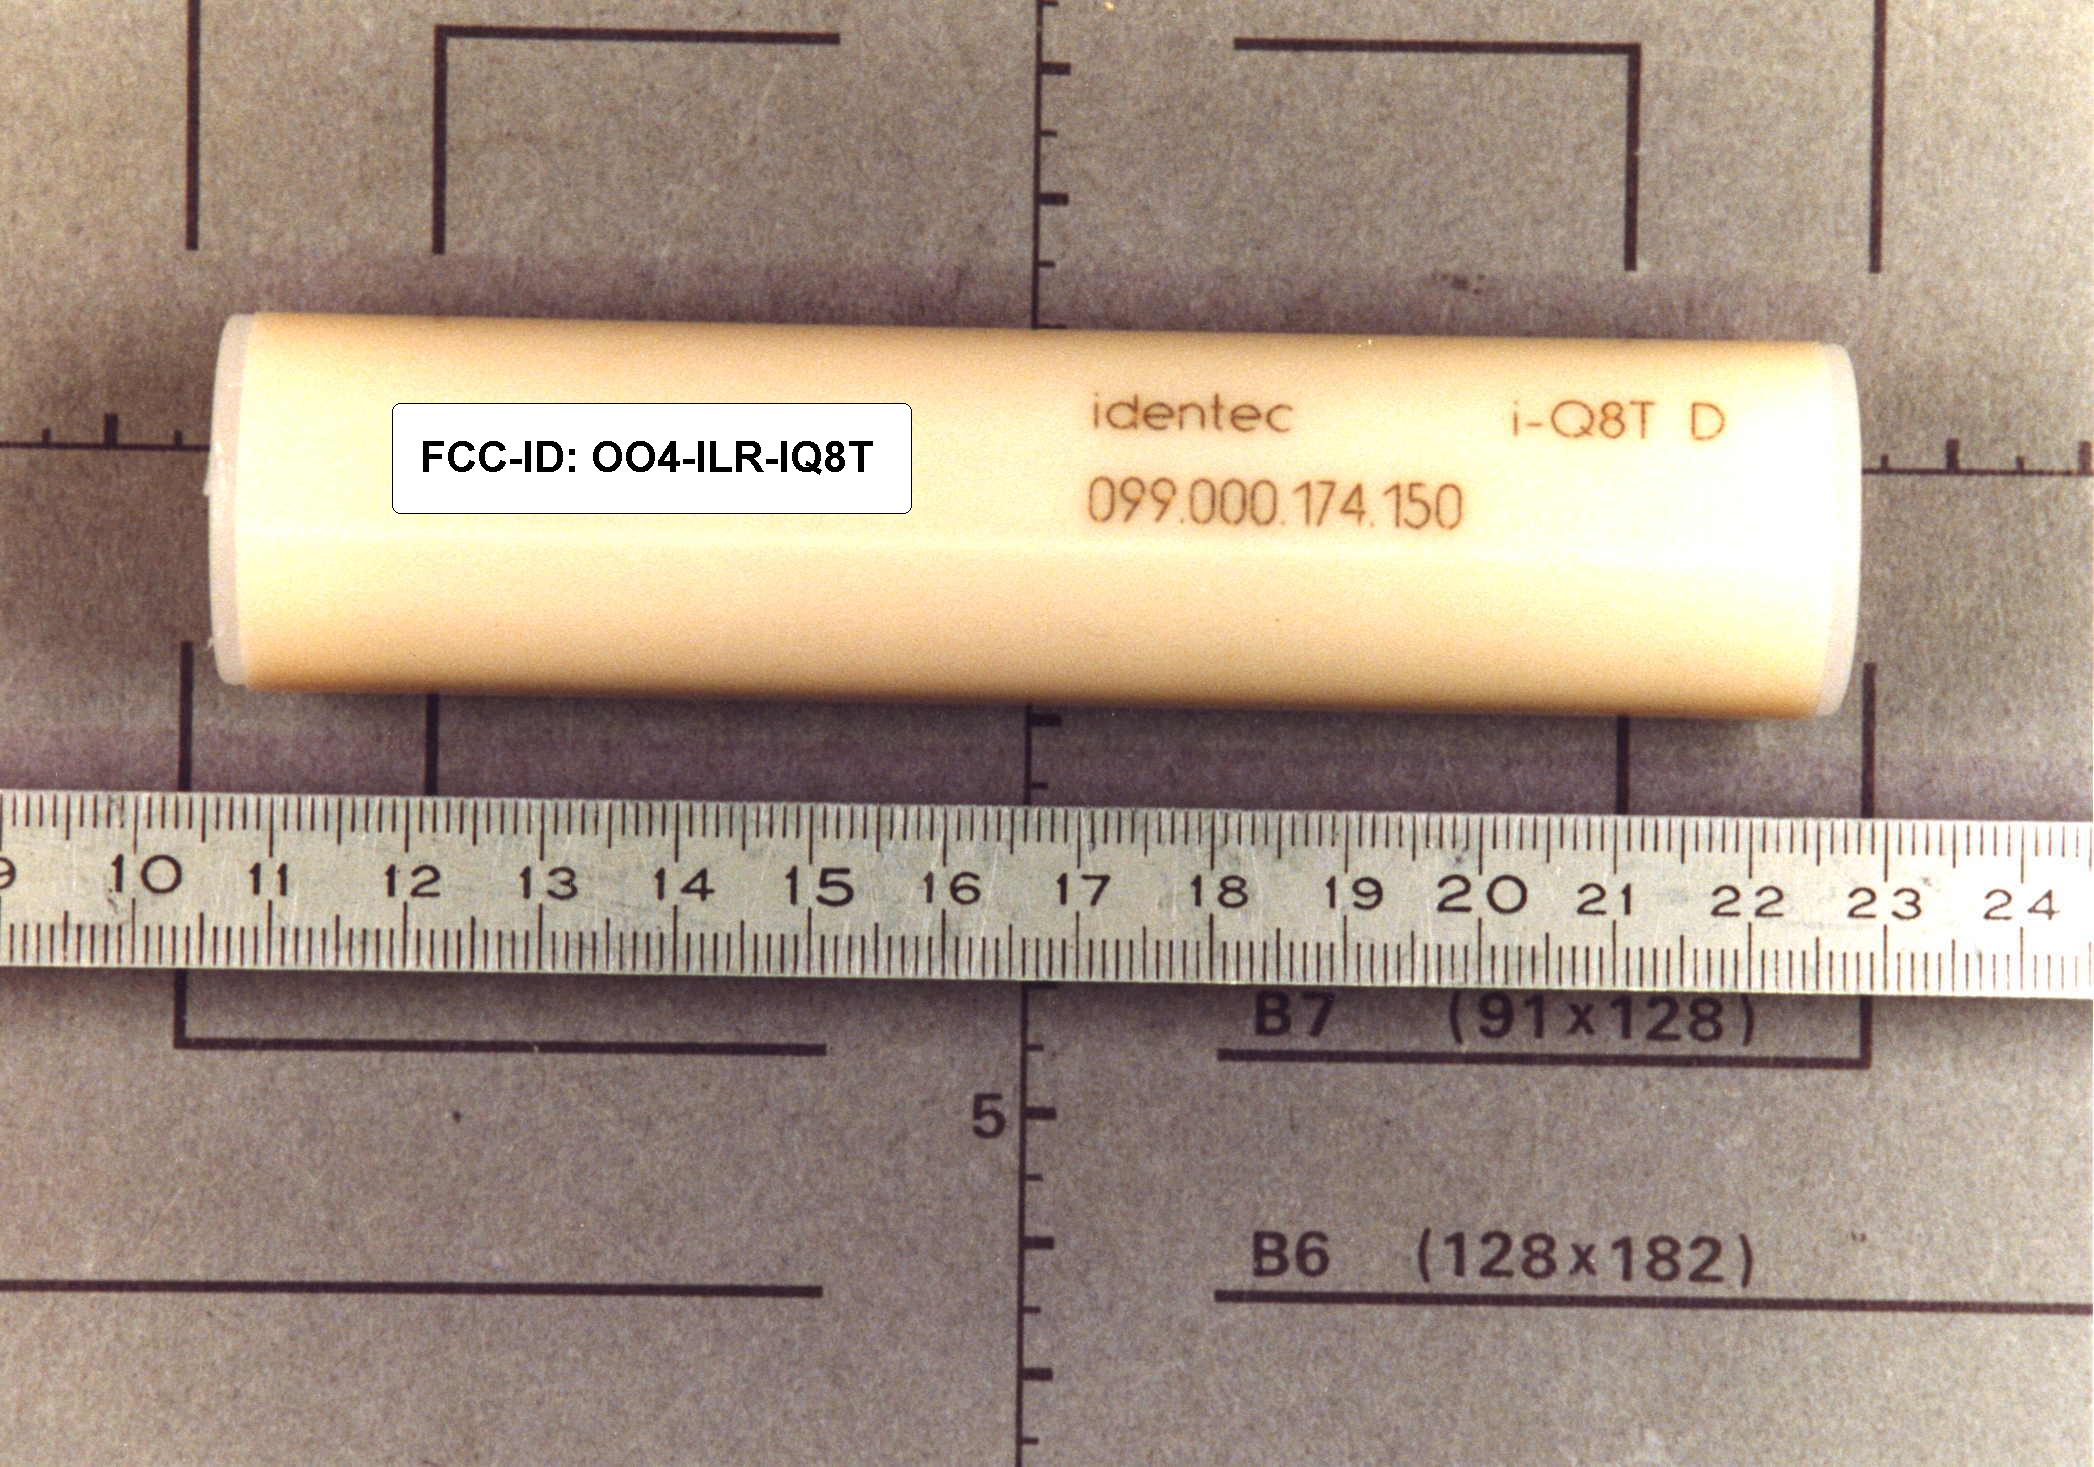 identec i-Q8T D
FCC-ID: OO4-ILR-IQ8T
099.000.174.150
9 10 11 12 13 14 15 16 17 18 19 20 21 22 23 24
B7 (91x128)
5
B6 (128x182)